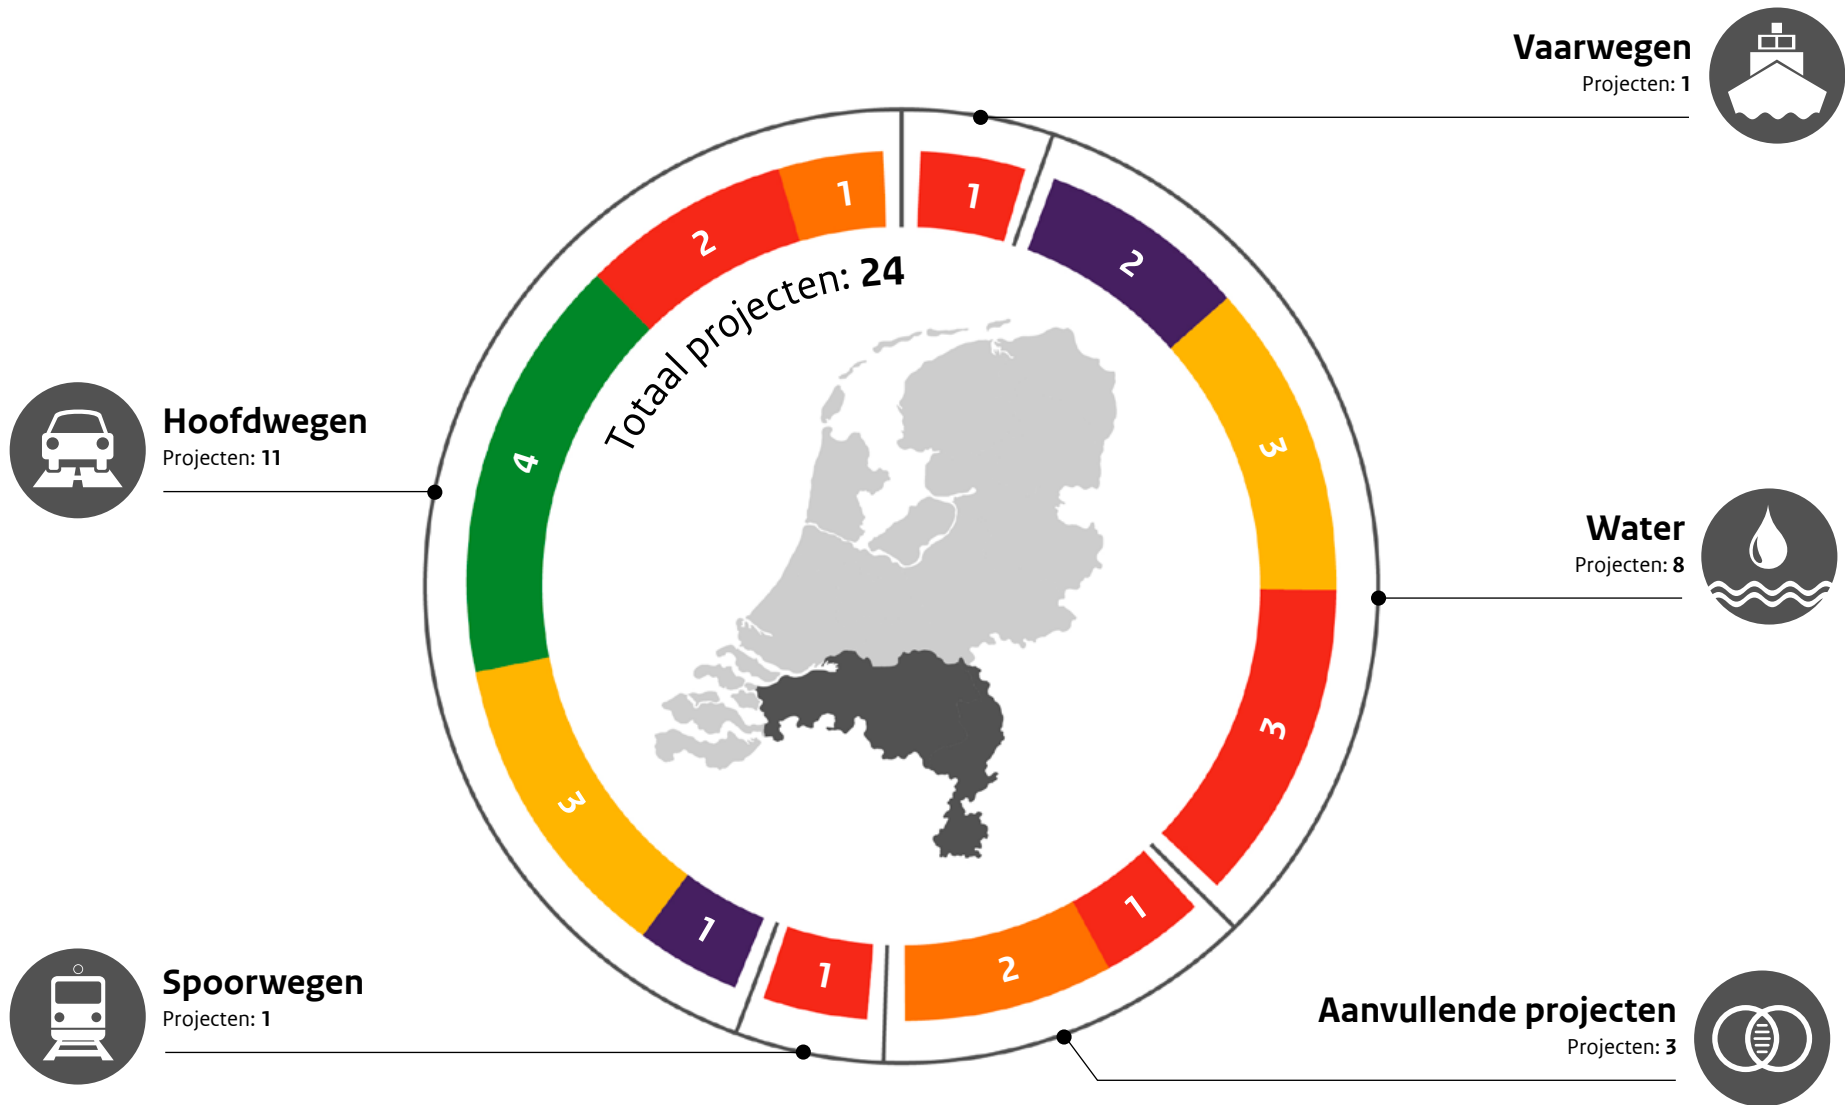 Vaarwegen
Projecten: 1
Hoofdwegen
Projecten: 11
Water
Projecten: 8
Spoorwegen
Projecten: 1
Aanvullende projecten
Projecten: 3
Totaal projecten: 24
1
2
3
3
1
2
1
1
3
4
2
1